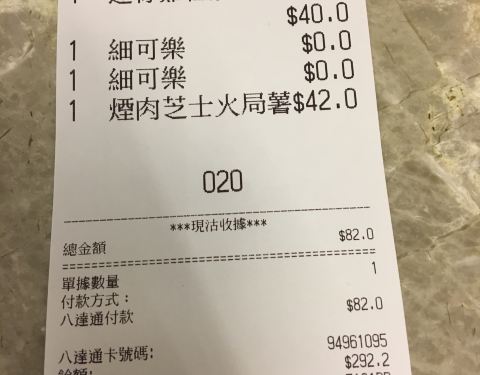 $40.0
1 細可樂 $0.0
1 細可樂 $0.0
1 煙肉芝士火局薯$42.0
020
***現沽收據***
總金額 $82.0
單據數量 1
付款方式：
八達通付款 $82.0
八達通卡號碼: 94961095
餘額: $292.2